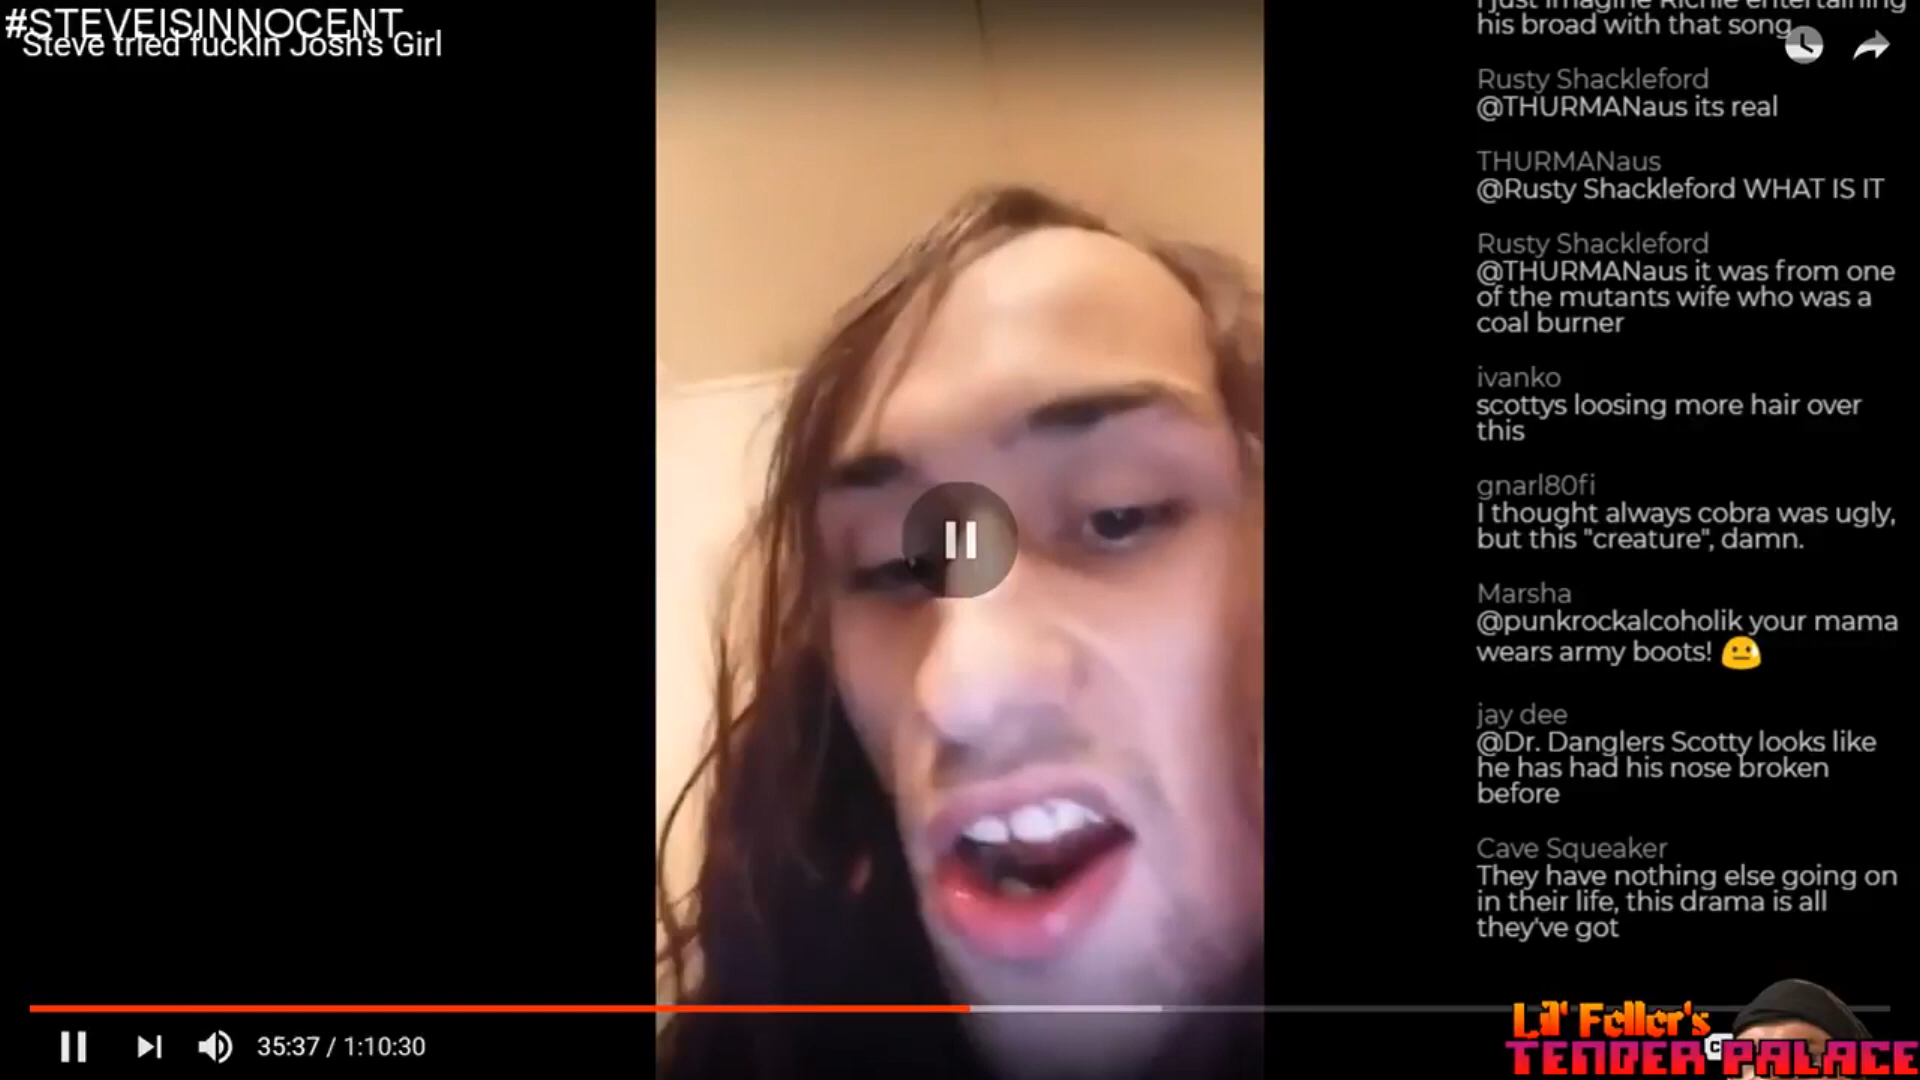 #STEVEISINNOCENT
Steve tried fuckin Josh's Girl
I just imagine Richie entertaining
his broad with that song
Rusty Shackleford
@THURMANaus its real
THURMANaus
@Rusty Shackleford WHAT IS IT
Rusty Shackleford
@THURMANaus it was from one
of the mutants wife who was a
coal burner
ivanko
scottys loosing more hair over
this
gnarl80fi
I thought always cobra was ugly,
but this "creature", damn.
Marsha
@punkrockalcoholik your mama
wears army boots!
jay dee
@Dr. Danglers Scotty looks like
he has had his nose broken
before
Cave Squeaker
They have nothing else going on
in their life, this drama is all
they've got
35:37 / 1:10:30
Lil' Feller's
TENDER PALACE